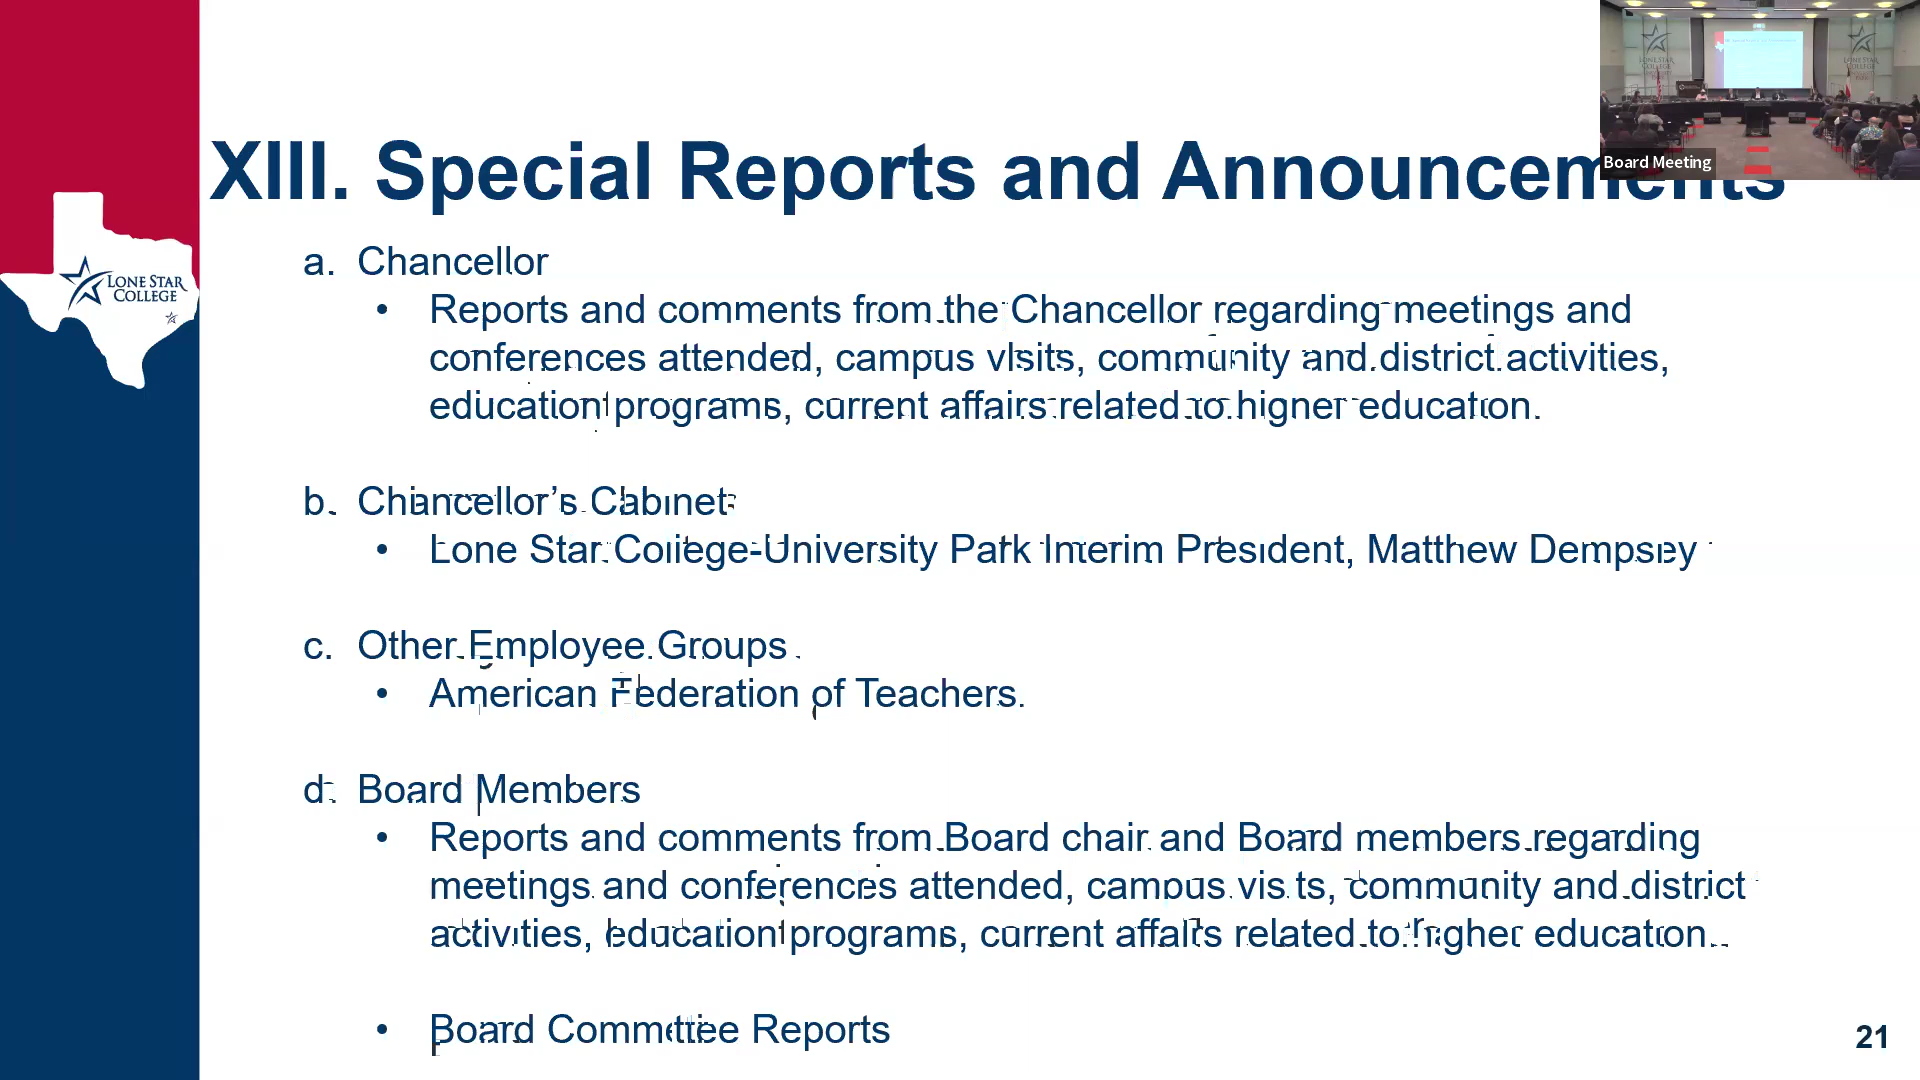 XIII. Special Reports and Announcements
Board Meeting
a. Chancellor
• Reports and comments from the Chancellor regarding meetings and
conferences attended, campus visits, community and district activities,
education programs, current affairs related to higher education.
LONE STAR
COLLEGE
b. Chancellor's Cabinet
• Lone Star College-University Park Interim President, Matthew Dempsey
c. Other Employee Groups
• American Federation of Teachers.
d. Board Members
• Reports and comments from Board chair and Board members regarding
meetings and conferences attended, campus visits, community and district
activities, education programs, current affairs related to higher education.
• Board Committee Reports
21